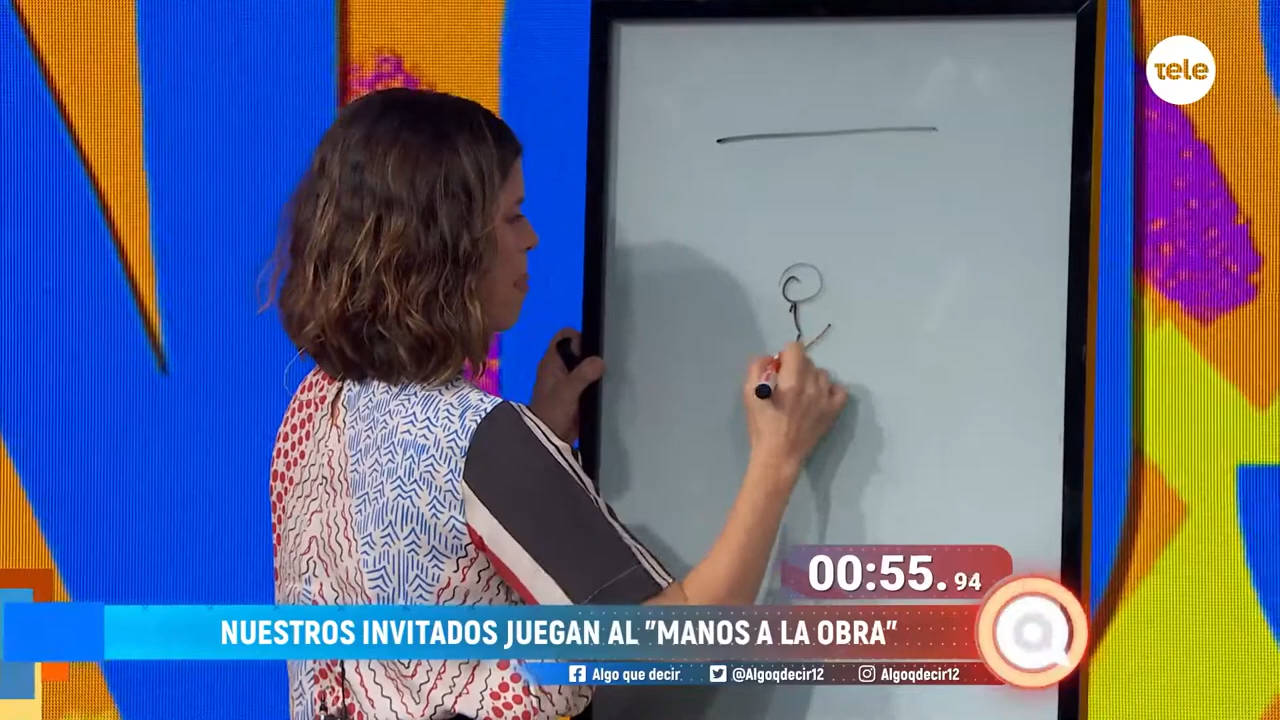 tele
00:55.94
NUESTROS INVITADOS JUEGAN AL "MANOS A LA OBRA"
Algo que decir @Algoqdecir12 Algoqdecir12